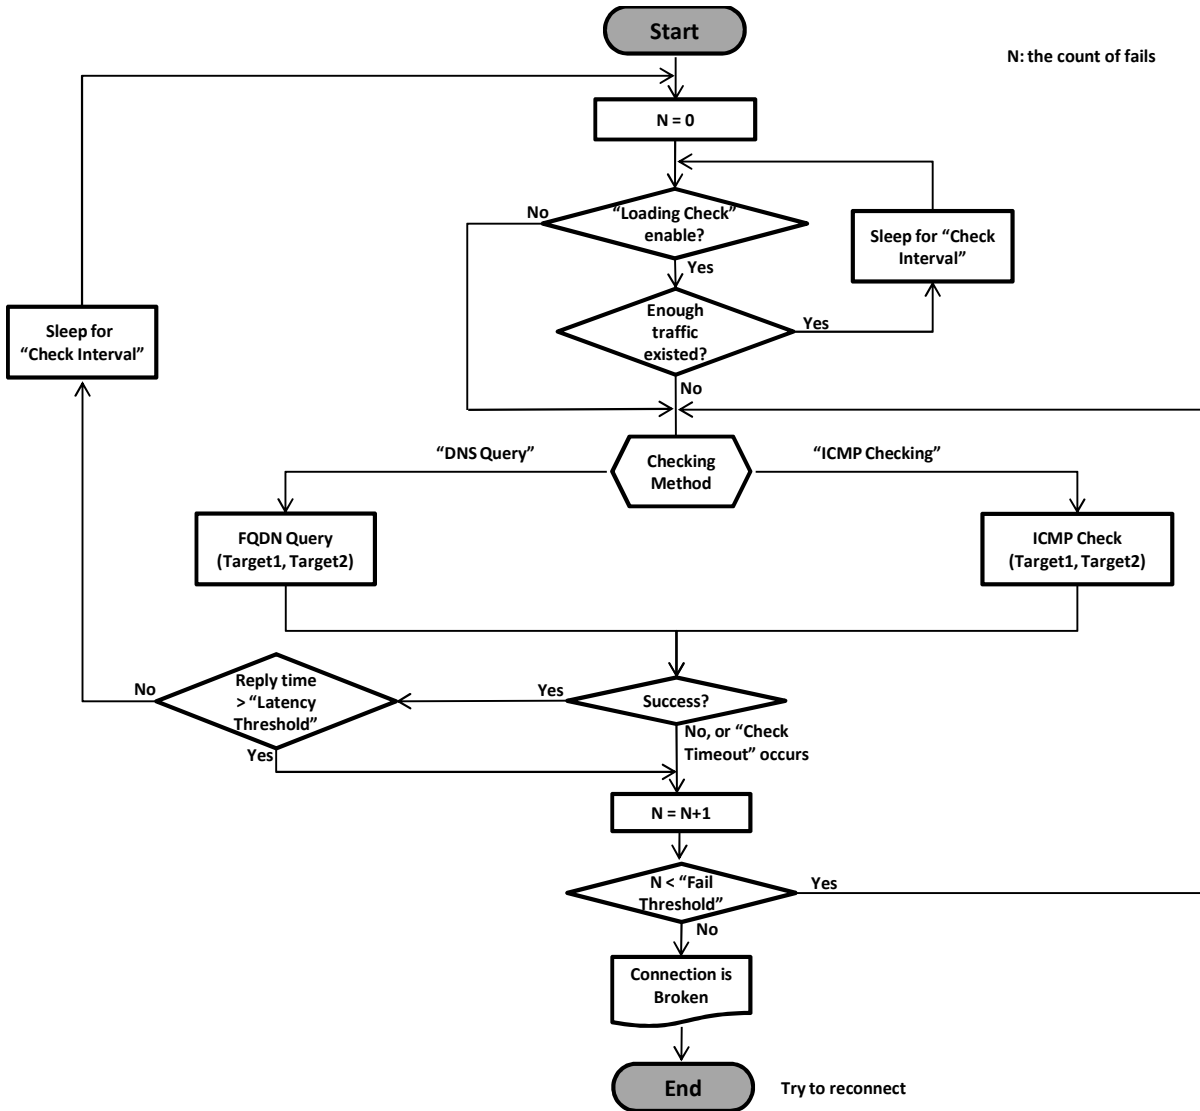 Start
N: the count of fails
N = 0
No
“Loading Check”
enable?
Sleep for “Check
Interval”
Yes
Enough
traffic
existed?
Yes
Sleep for
“Check Interval”
No
“DNS Query”
Checking
Method
“ICMP Checking”
FQDN Query
(Target1, Target2)
ICMP Check
(Target1, Target2)
No
Reply time
> “Latency
Threshold”
Yes
Success?
Yes
No, or “Check
Timeout” occurs
N = N+1
N < “Fail
Threshold”
Yes
No
Connection is
Broken
End
Try to reconnect